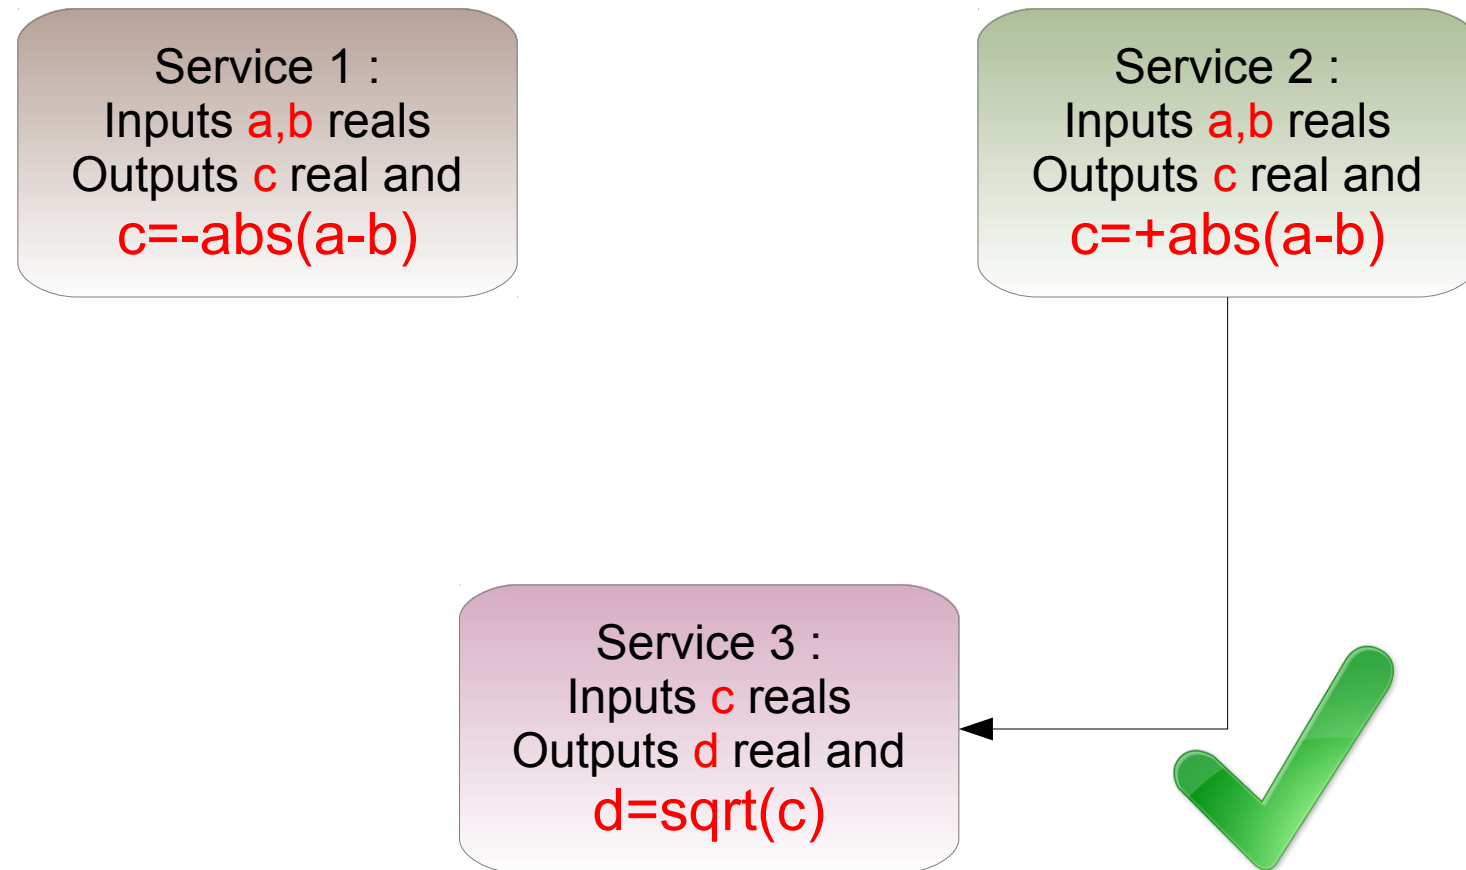 Service 1 :
Inputs a,b reals
Outputs c real and
c=-abs(a-b)
Service 2 :
Inputs a,b reals
Outputs c real and
c=+abs(a-b)
Service 3 :
Inputs c reals
Outputs d real and
d=sqrt(c)